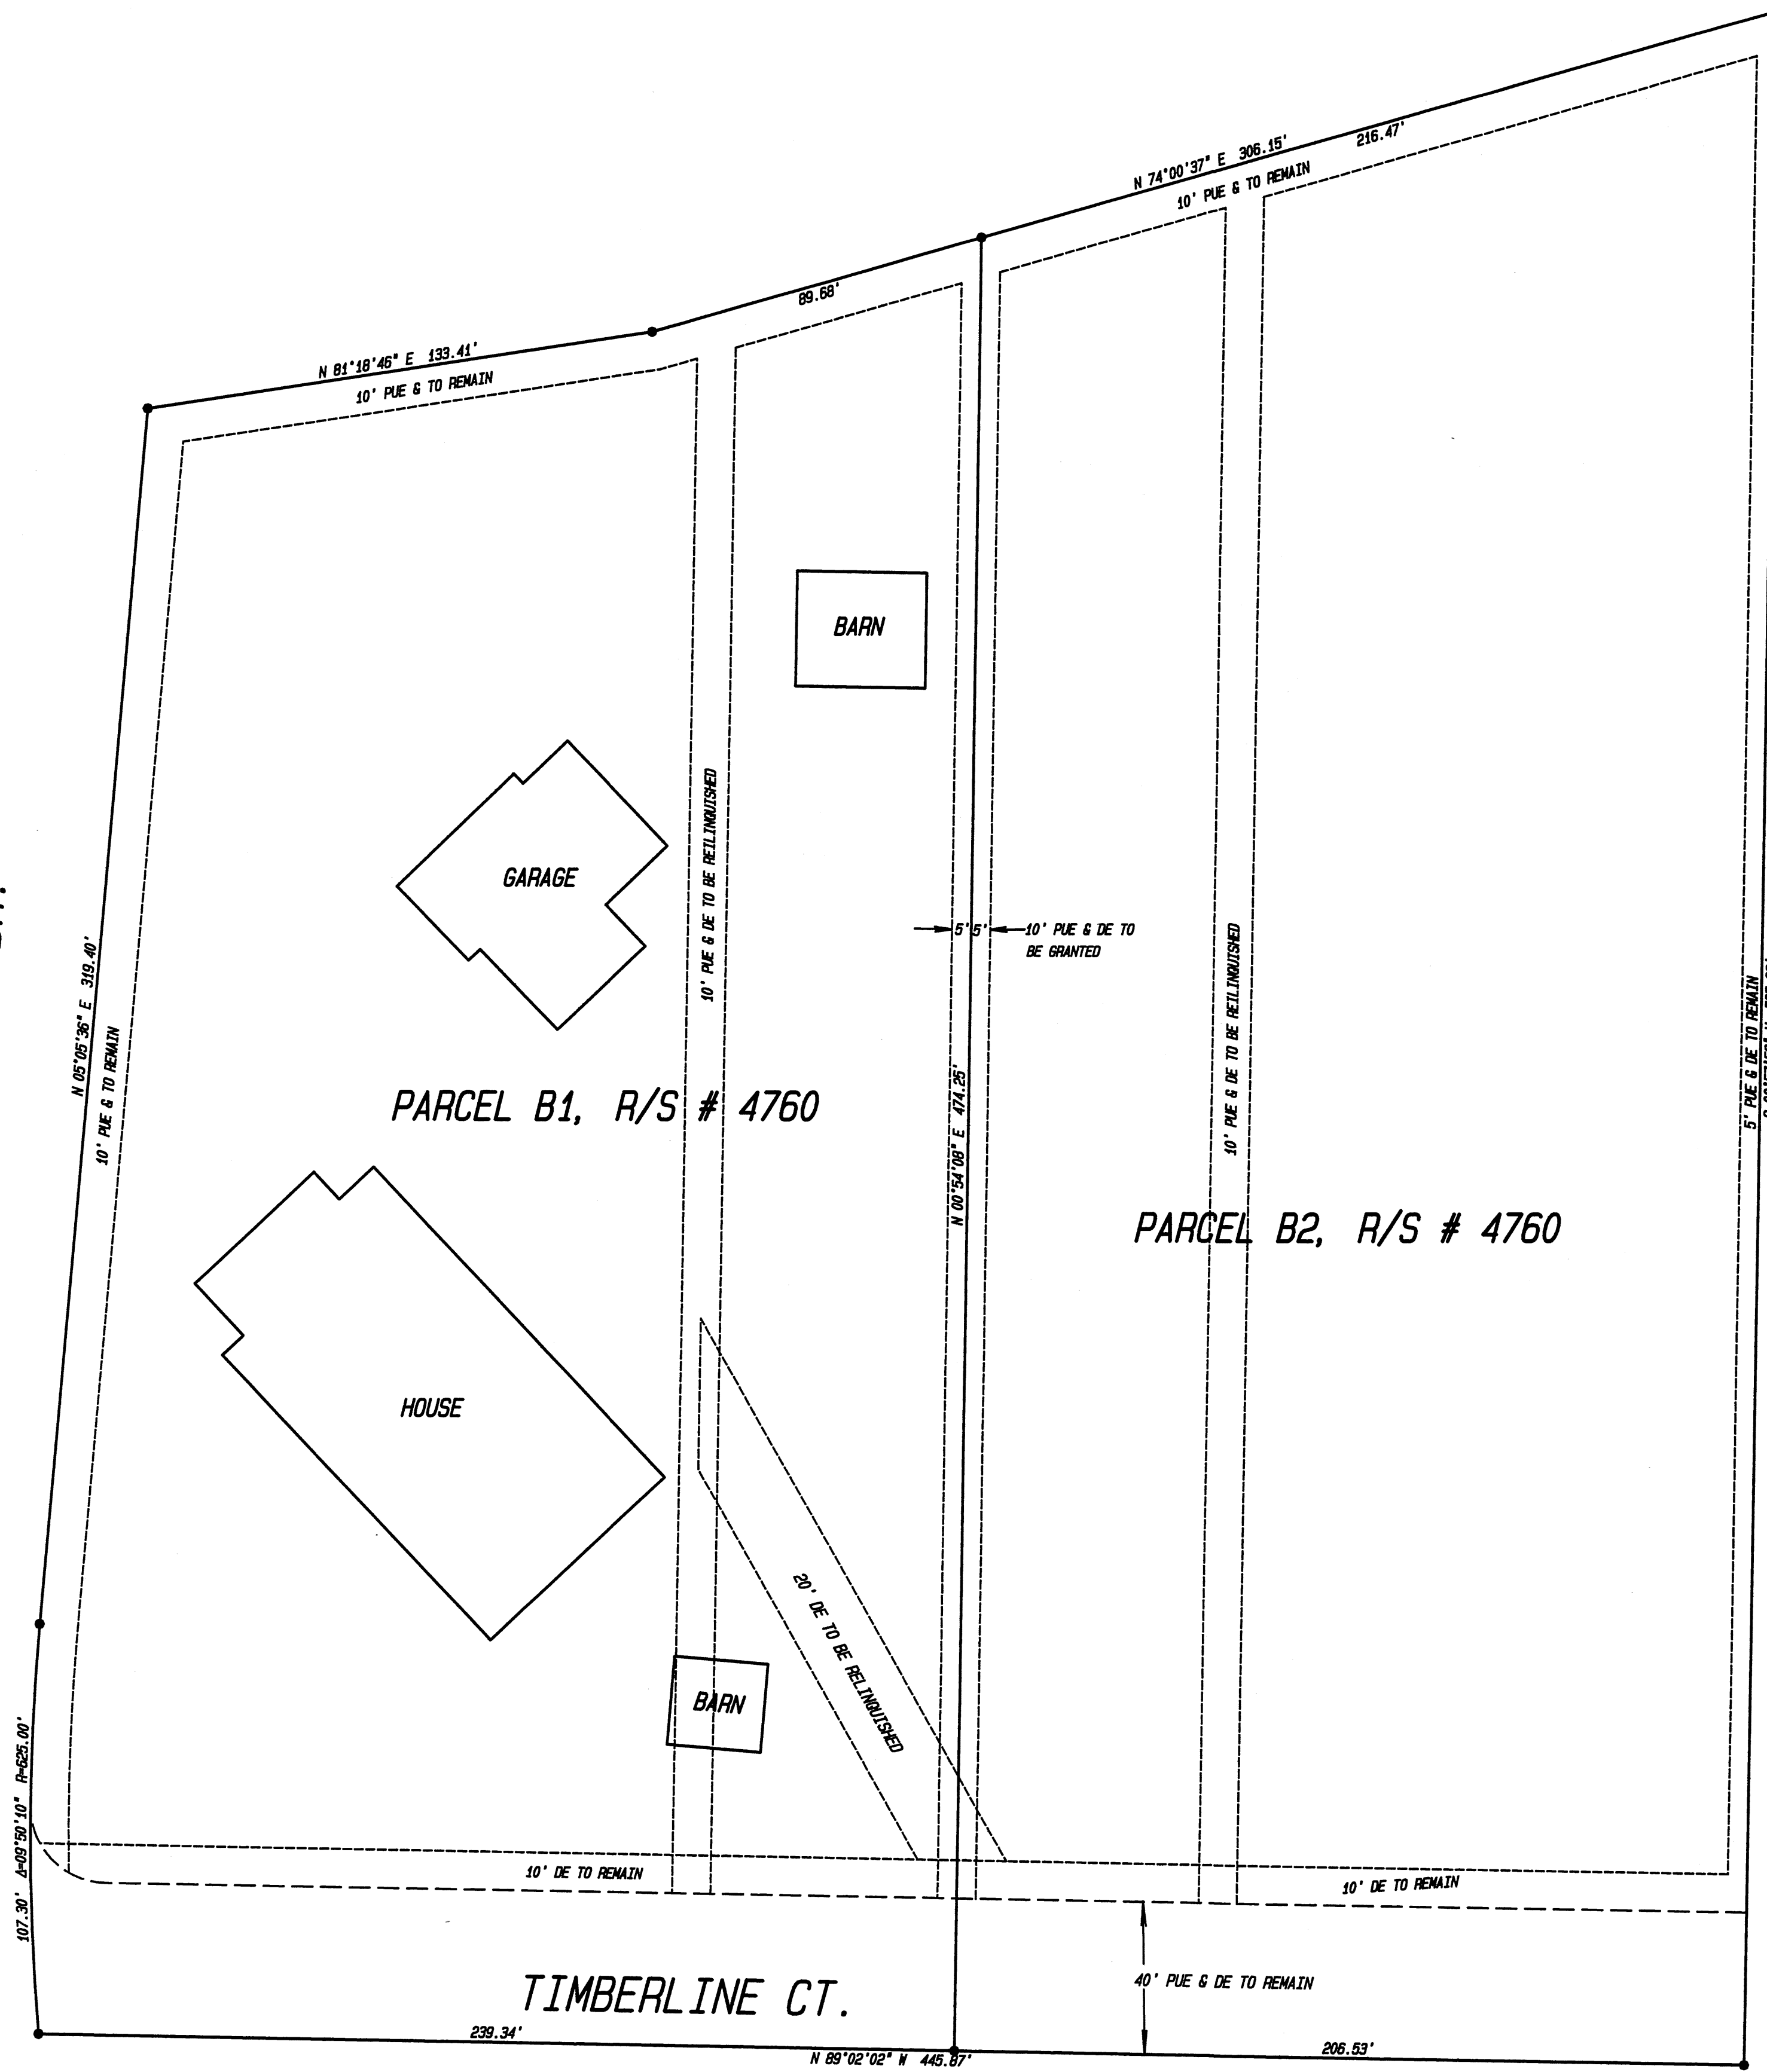 N 74°00'37" E 306.15'
216.47'
10' PUE & TO REMAIN
89.68'
N 81°18'46" E 133.41'
10' PUE & TO REMAIN
BARN
GARAGE
10' PUE & DE TO BE REILINQUISHED
5' 5'
10' PUE & DE TO
BE GRANTED
10' PUE & DE TO BE REILINQUISHED
N 05°05'36" E 319.40'
10' PUE & TO REMAIN
5' PUE & DE TO REMAIN
N 00°54'08" E 474.25'
PARCEL B1, R/S # 4760
PARCEL B2, R/S # 4760
HOUSE
20' DE TO BE RELINQUISHED
BARN
107.30' Δ=09°50'10" R=625.00'
10' DE TO REMAIN
10' DE TO REMAIN
40' PUE & DE TO REMAIN
TIMBERLINE CT.
239.34'
206.53'
N 89°02'02" W 445.87'